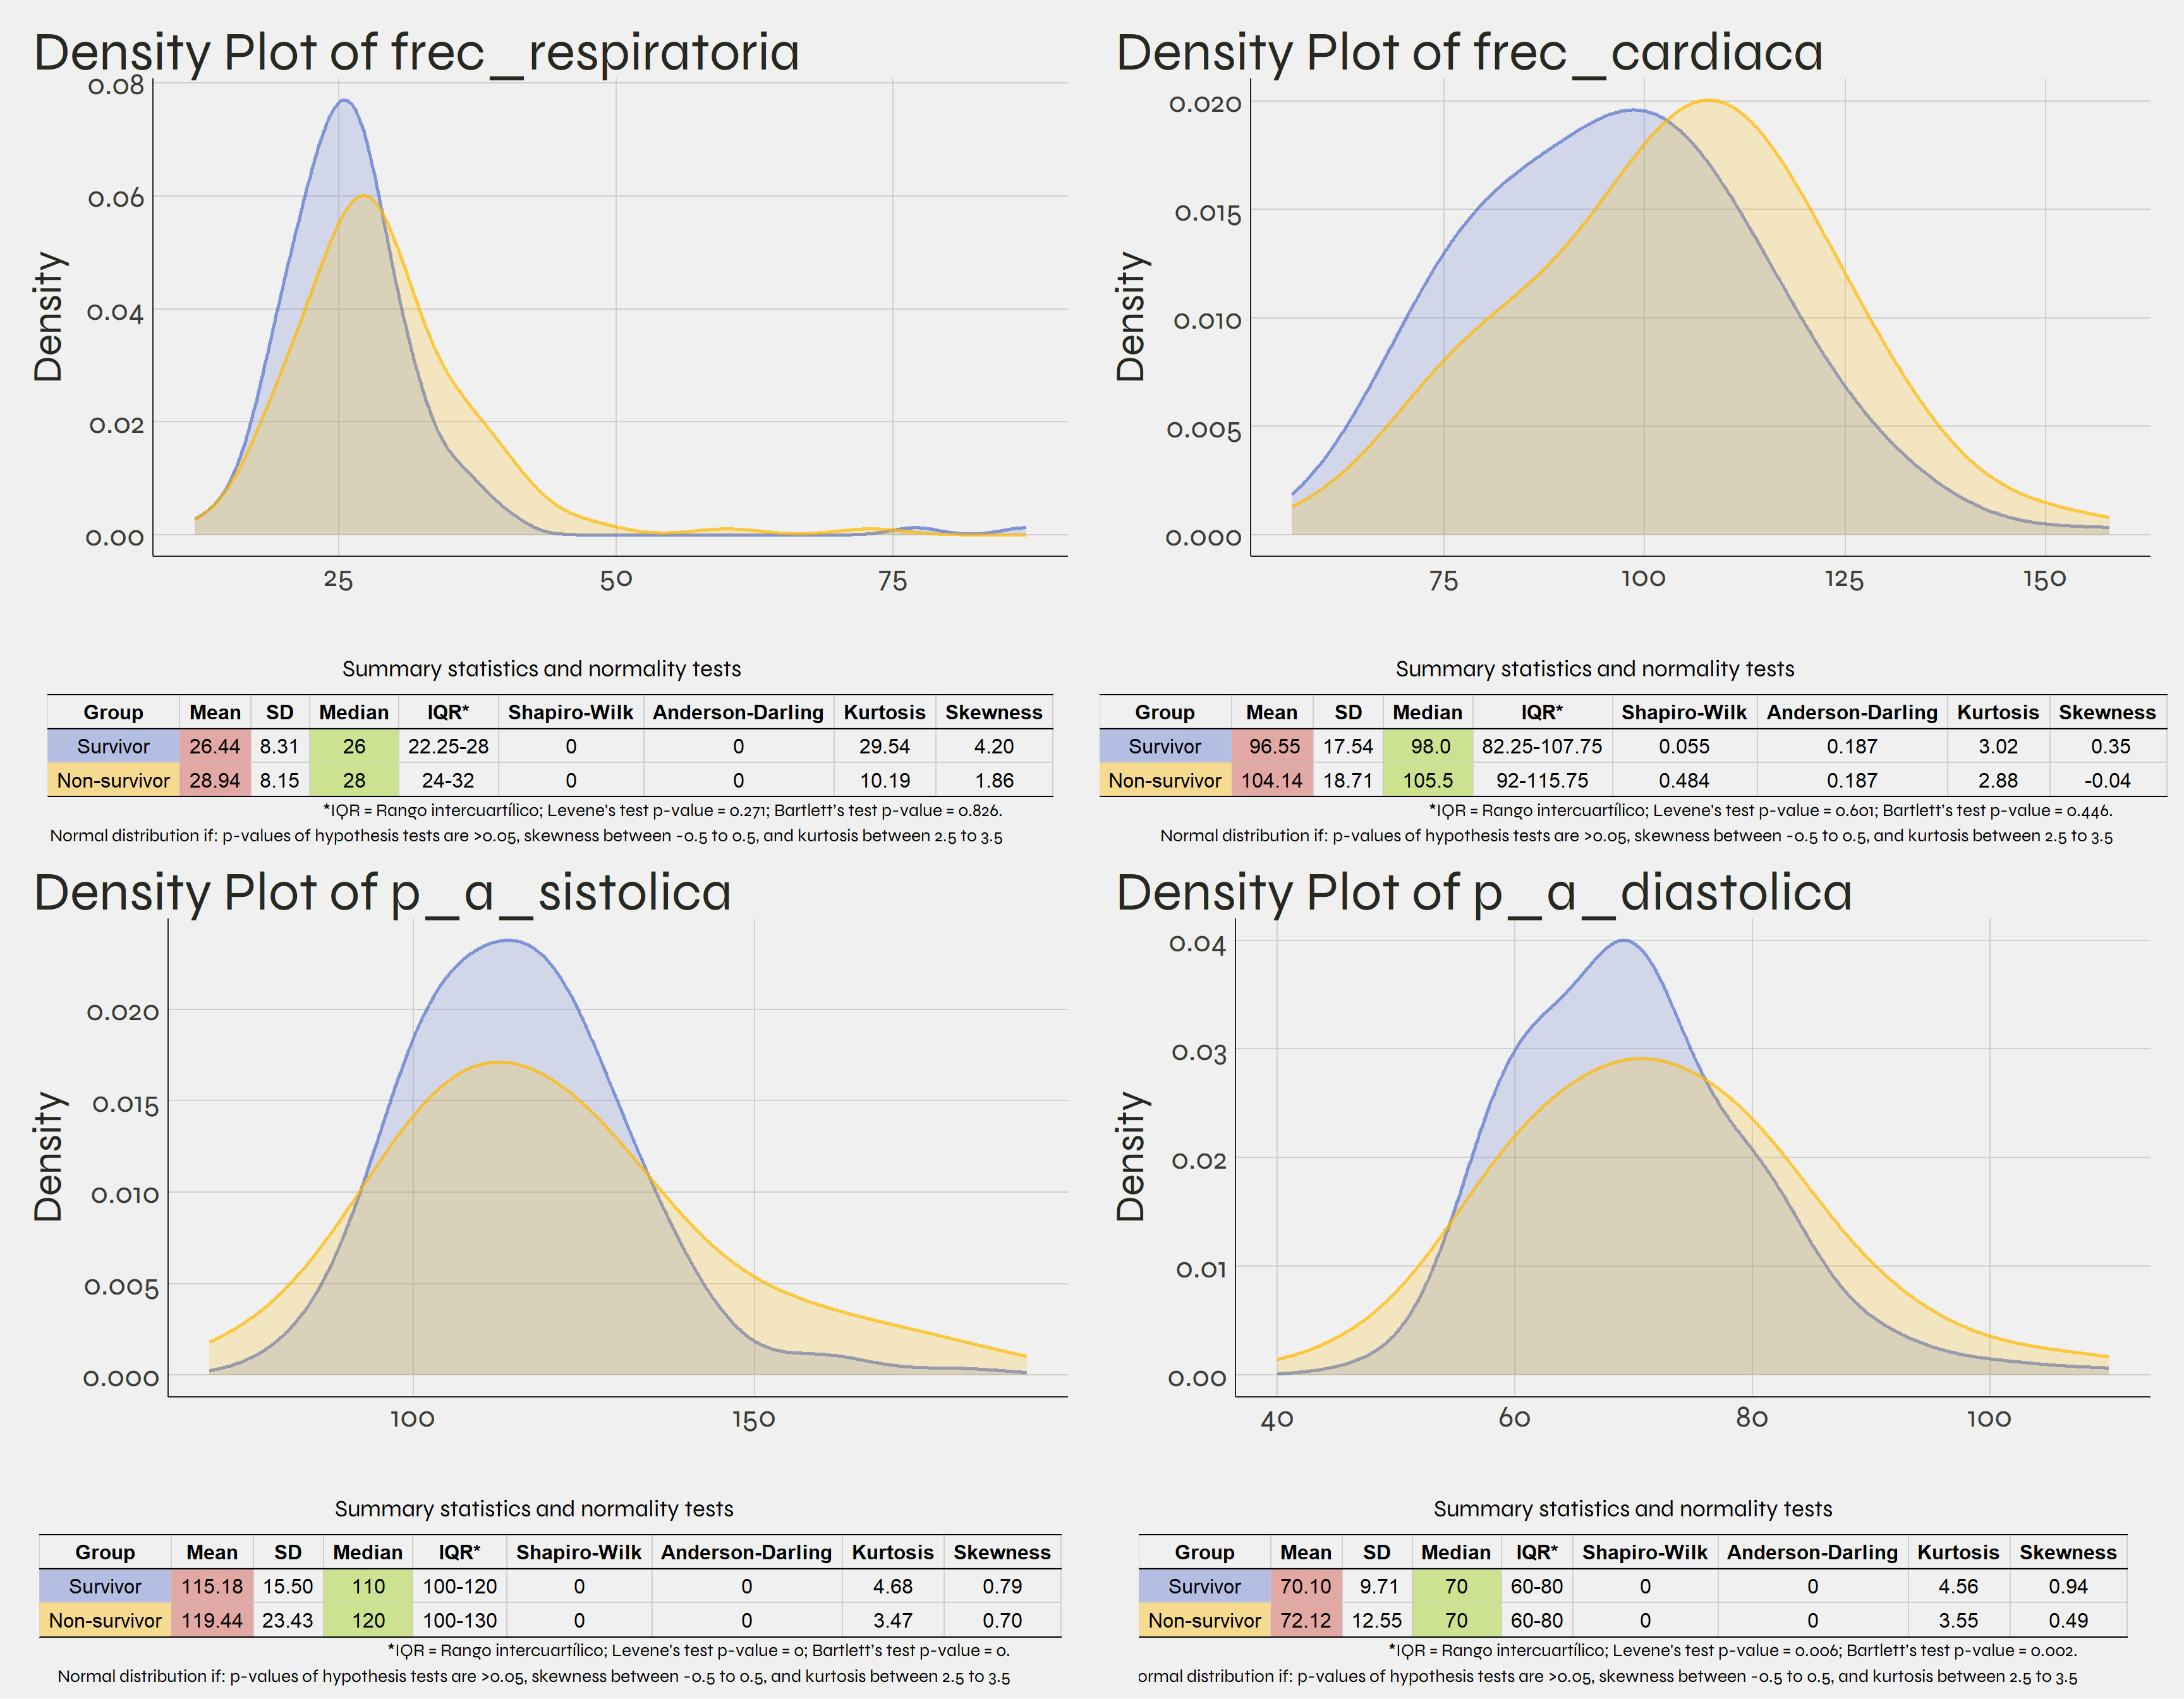 Density Plot of frec_respiratoria
0.08
0.06
0.04
0.02
0.00
Density
25 50 75
Summary statistics and normality tests
Group Mean SD Median IQR* Shapiro-Wilk Anderson-Darling Kurtosis Skewness
Survivor 26.44 8.31 26 22.25-28 0 0 29.54 4.20
Non-survivor 28.94 8.15 28 24-32 0 0 10.19 1.86
*IQR = Rango intercuartílico; Levene's test p-value = 0.271; Bartlett's test p-value = 0.826.
Normal distribution if: p-values of hypothesis tests are >0.05, skewness between -0.5 to 0.5, and kurtosis between 2.5 to 3.5
Density Plot of frec_cardiaca
0.020
0.015
0.010
0.005
0.000
Density
75 100 125 150
Summary statistics and normality tests
Group Mean SD Median IQR* Shapiro-Wilk Anderson-Darling Kurtosis Skewness
Survivor 96.55 17.54 98.0 82.25-107.75 0.055 0.187 3.02 0.35
Non-survivor 104.14 18.71 105.5 92-115.75 0.484 0.187 2.88 -0.04
*IQR = Rango intercuartílico; Levene's test p-value = 0.601; Bartlett's test p-value = 0.446.
Normal distribution if: p-values of hypothesis tests are >0.05, skewness between -0.5 to 0.5, and kurtosis between 2.5 to 3.5
Density Plot of p_a_sistolica
0.020
0.015
0.010
0.005
0.000
Density
100 150
Summary statistics and normality tests
Group Mean SD Median IQR* Shapiro-Wilk Anderson-Darling Kurtosis Skewness
Survivor 115.18 15.50 110 100-120 0 0 4.68 0.79
Non-survivor 119.44 23.43 120 100-130 0 0 3.47 0.70
*IQR = Rango intercuartílico; Levene's test p-value = 0; Bartlett's test p-value = 0.
Normal distribution if: p-values of hypothesis tests are >0.05, skewness between -0.5 to 0.5, and kurtosis between 2.5 to 3.5
Density Plot of p_a_diastolica
0.04
0.03
0.02
0.01
0.00
Density
40 60 80 100
Summary statistics and normality tests
Group Mean SD Median IQR* Shapiro-Wilk Anderson-Darling Kurtosis Skewness
Survivor 70.10 9.71 70 60-80 0 0 4.56 0.94
Non-survivor 72.12 12.55 70 60-80 0 0 3.55 0.49
*IQR = Rango intercuartílico; Levene's test p-value = 0.006; Bartlett's test p-value = 0.002.
ormal distribution if: p-values of hypothesis tests are >0.05, skewness between -0.5 to 0.5, and kurtosis between 2.5 to 3.5